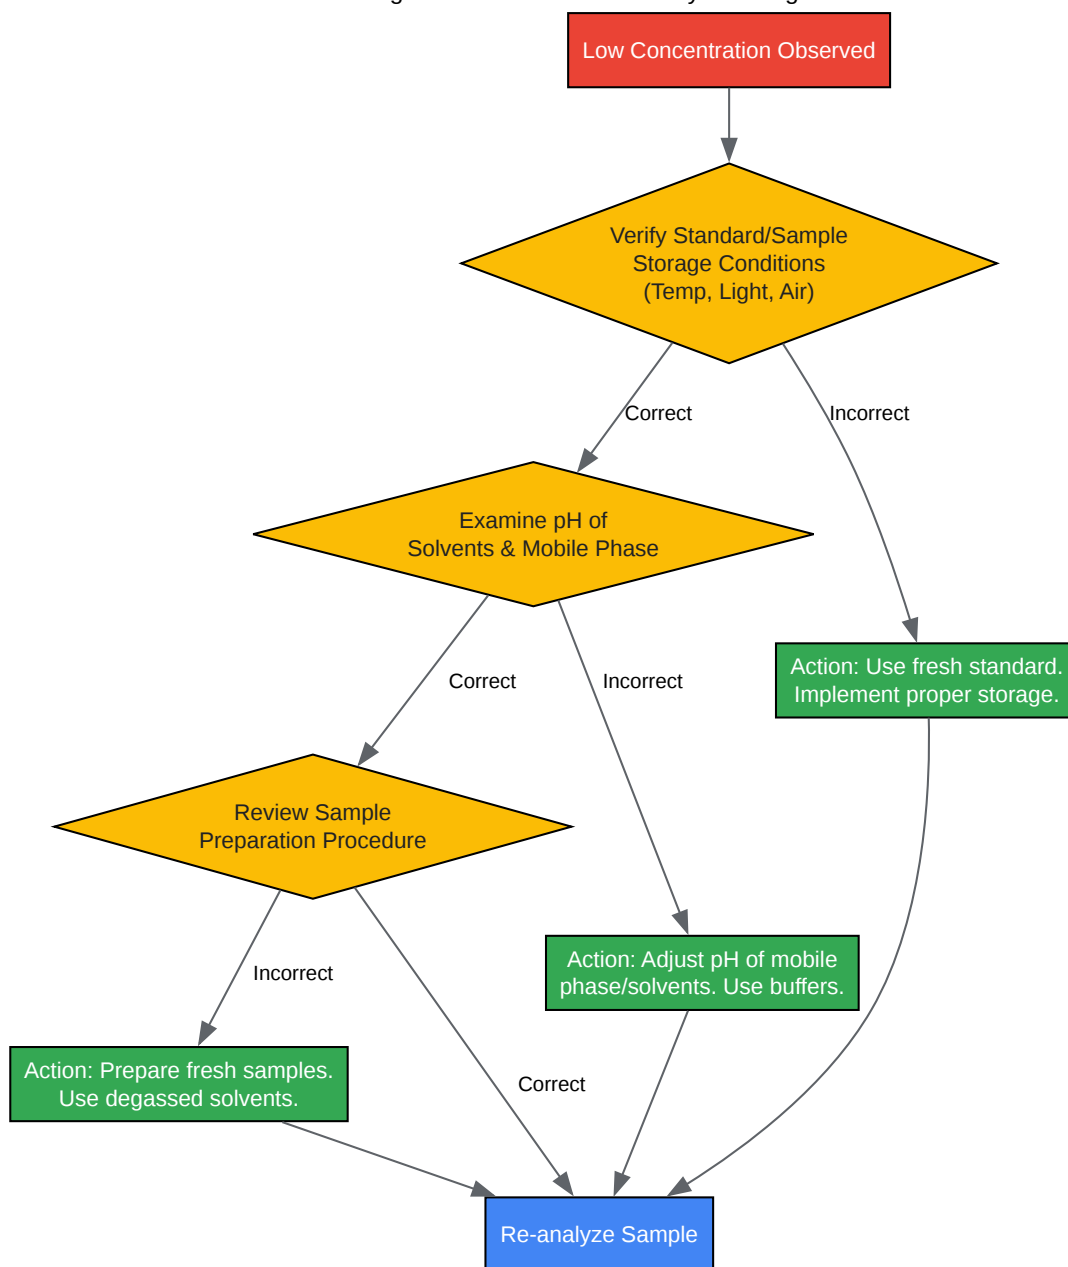 Low Concentration Observed
Verify Standard/Sample
Storage Conditions
(Temp, Light, Air)
Correct
Incorrect
Examine pH of
Solvents & Mobile Phase
Correct
Incorrect
Action: Use fresh standard.
Implement proper storage.
Review Sample
Preparation Procedure
Incorrect
Correct
Action: Adjust pH of mobile
phase/solvents. Use buffers.
Action: Prepare fresh samples.
Use degassed solvents.
Re-analyze Sample